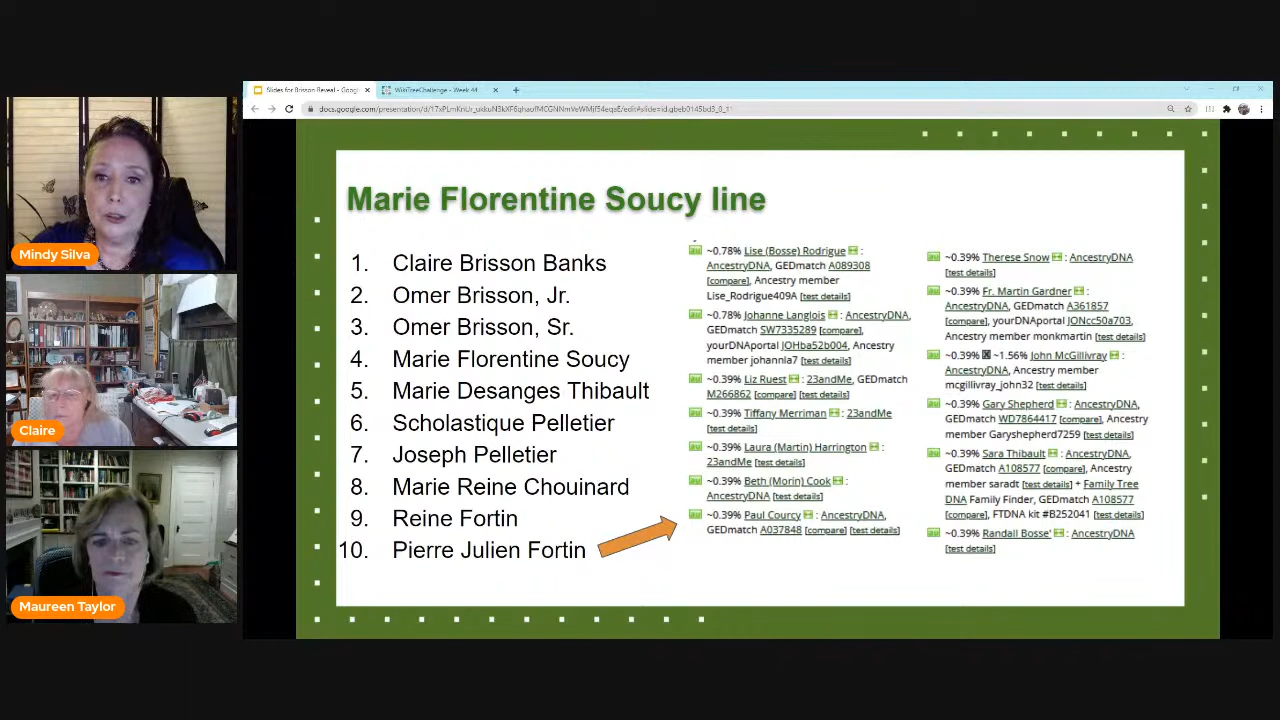 Slides for Brisson Reveal - Googl
WikiTreeChallenge - Week 44
Marie Florentine Soucy line
1. Claire Brisson Banks
2. Omer Brisson, Jr.
3. Omer Brisson, Sr.
4. Marie Florentine Soucy
5. Marie Desanges Thibault
6. Scholastique Pelletier
7. Joseph Pelletier
8. Marie Reine Chouinard
9. Reine Fortin
10. Pierre Julien Fortin
~0.78% Lise (Bosse) Rodrigue :
AncestryDNA, GEDmatch A089308
[compare], Ancestry member
Lise_Rodrigue409A [test details]
~0.78% Johanne Langlois : AncestryDNA,
GEDmatch SW7335289 [compare],
yourDNAportal JOHba52b004, Ancestry
member johannla7 [test details]
~0.39% Liz Ruest : 23andMe, GEDmatch
M266862 [compare] [test details]
~0.39% Tiffany Merriman : 23andMe
[test details]
~0.39% Laura (Martin) Harrington :
23andMe [test details]
~0.39% Beth (Morin) Cook :
AncestryDNA [test details]
~0.39% Paul Courcy : AncestryDNA,
GEDmatch A037848 [compare] [test details]
~0.39% Therese Snow : AncestryDNA
[test details]
~0.39% Fr. Martin Gardner :
AncestryDNA, GEDmatch A361857
[compare], yourDNAportal JONcc50a703,
Ancestry member monkmartin [test details]
~0.39% ~1.56% John McGillivray :
AncestryDNA, Ancestry member
mcgillivray_john32 [test details]
~0.39% Gary Shepherd : AncestryDNA,
GEDmatch WD7864417 [compare], Ancestry
member Garyshepherd7259 [test details]
~0.39% Sara Thibault : AncestryDNA,
GEDmatch A108577 [compare], Ancestry
member saradt [test details] + Family Tree
DNA Family Finder, GEDmatch A108577
[compare], FTDNA kit #B252041 [test details]
~0.39% Randall Bosse' : AncestryDNA
[test details]
Mindy Silva
Claire
Maureen Taylor